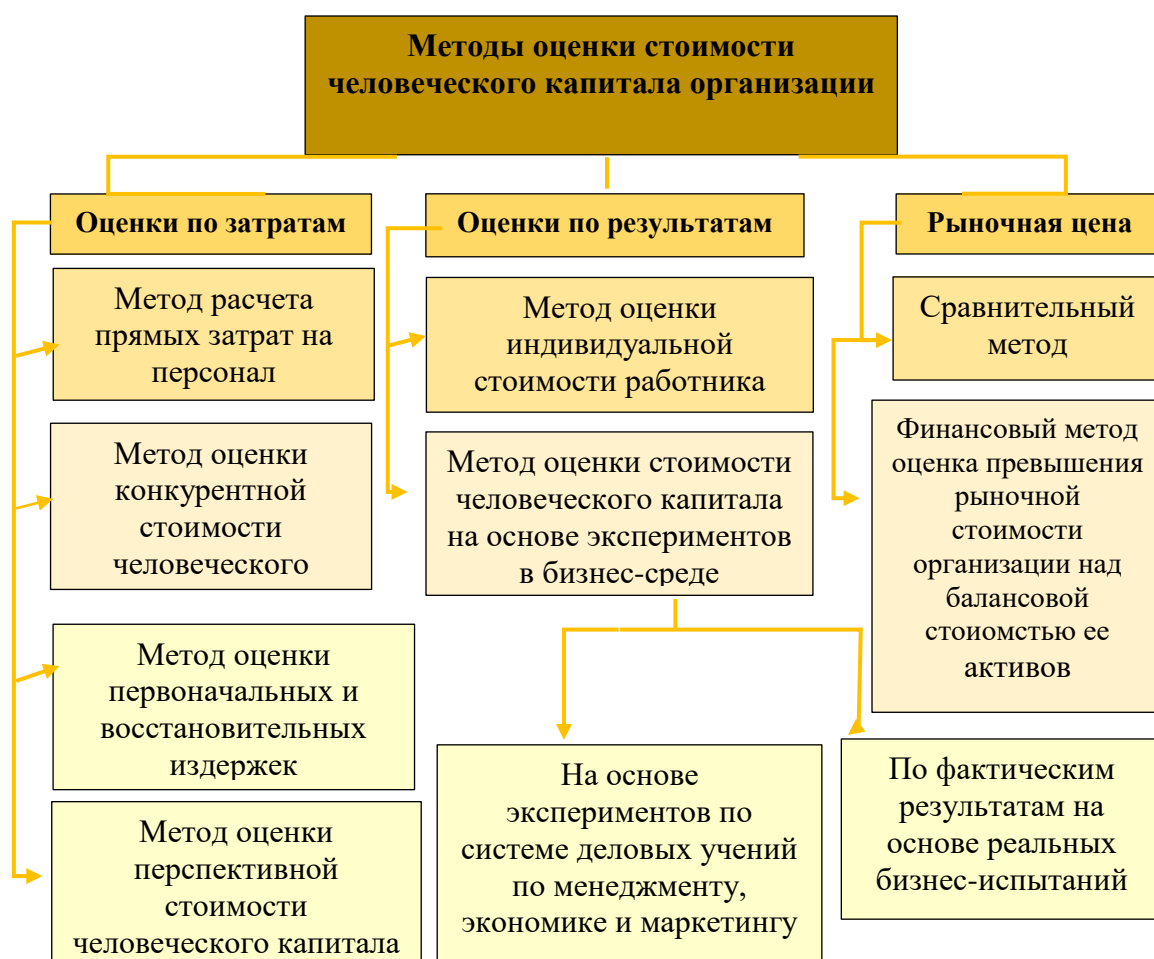 Методы оценки стоимости
человеческого капитала организации
Оценки по затратам
Метод расчета
прямых затрат на
персонал
Метод оценки
конкурентной
стоимости
человеческого
Метод оценки
первоначальных и
восстановительных
издержек
Метод оценки
перспективной
стоимости
человеческого капитала
Оценки по результатам
Метод оценки
индивидуальной
стоимости работника
Метод оценки стоимости
человеческого капитала
на основе экспериментов
в бизнес-среде
На основе
экспериментов по
системе деловых учений
по менеджменту,
экономике и маркетингу
По фактическим
результатам на
основе реальных
бизнес-испытаний
Рыночная цена
Сравнительный
метод
Финансовый метод
оценка превышения
рыночной
стоимости
организации над
балансовой
стоиомстью ее
активов